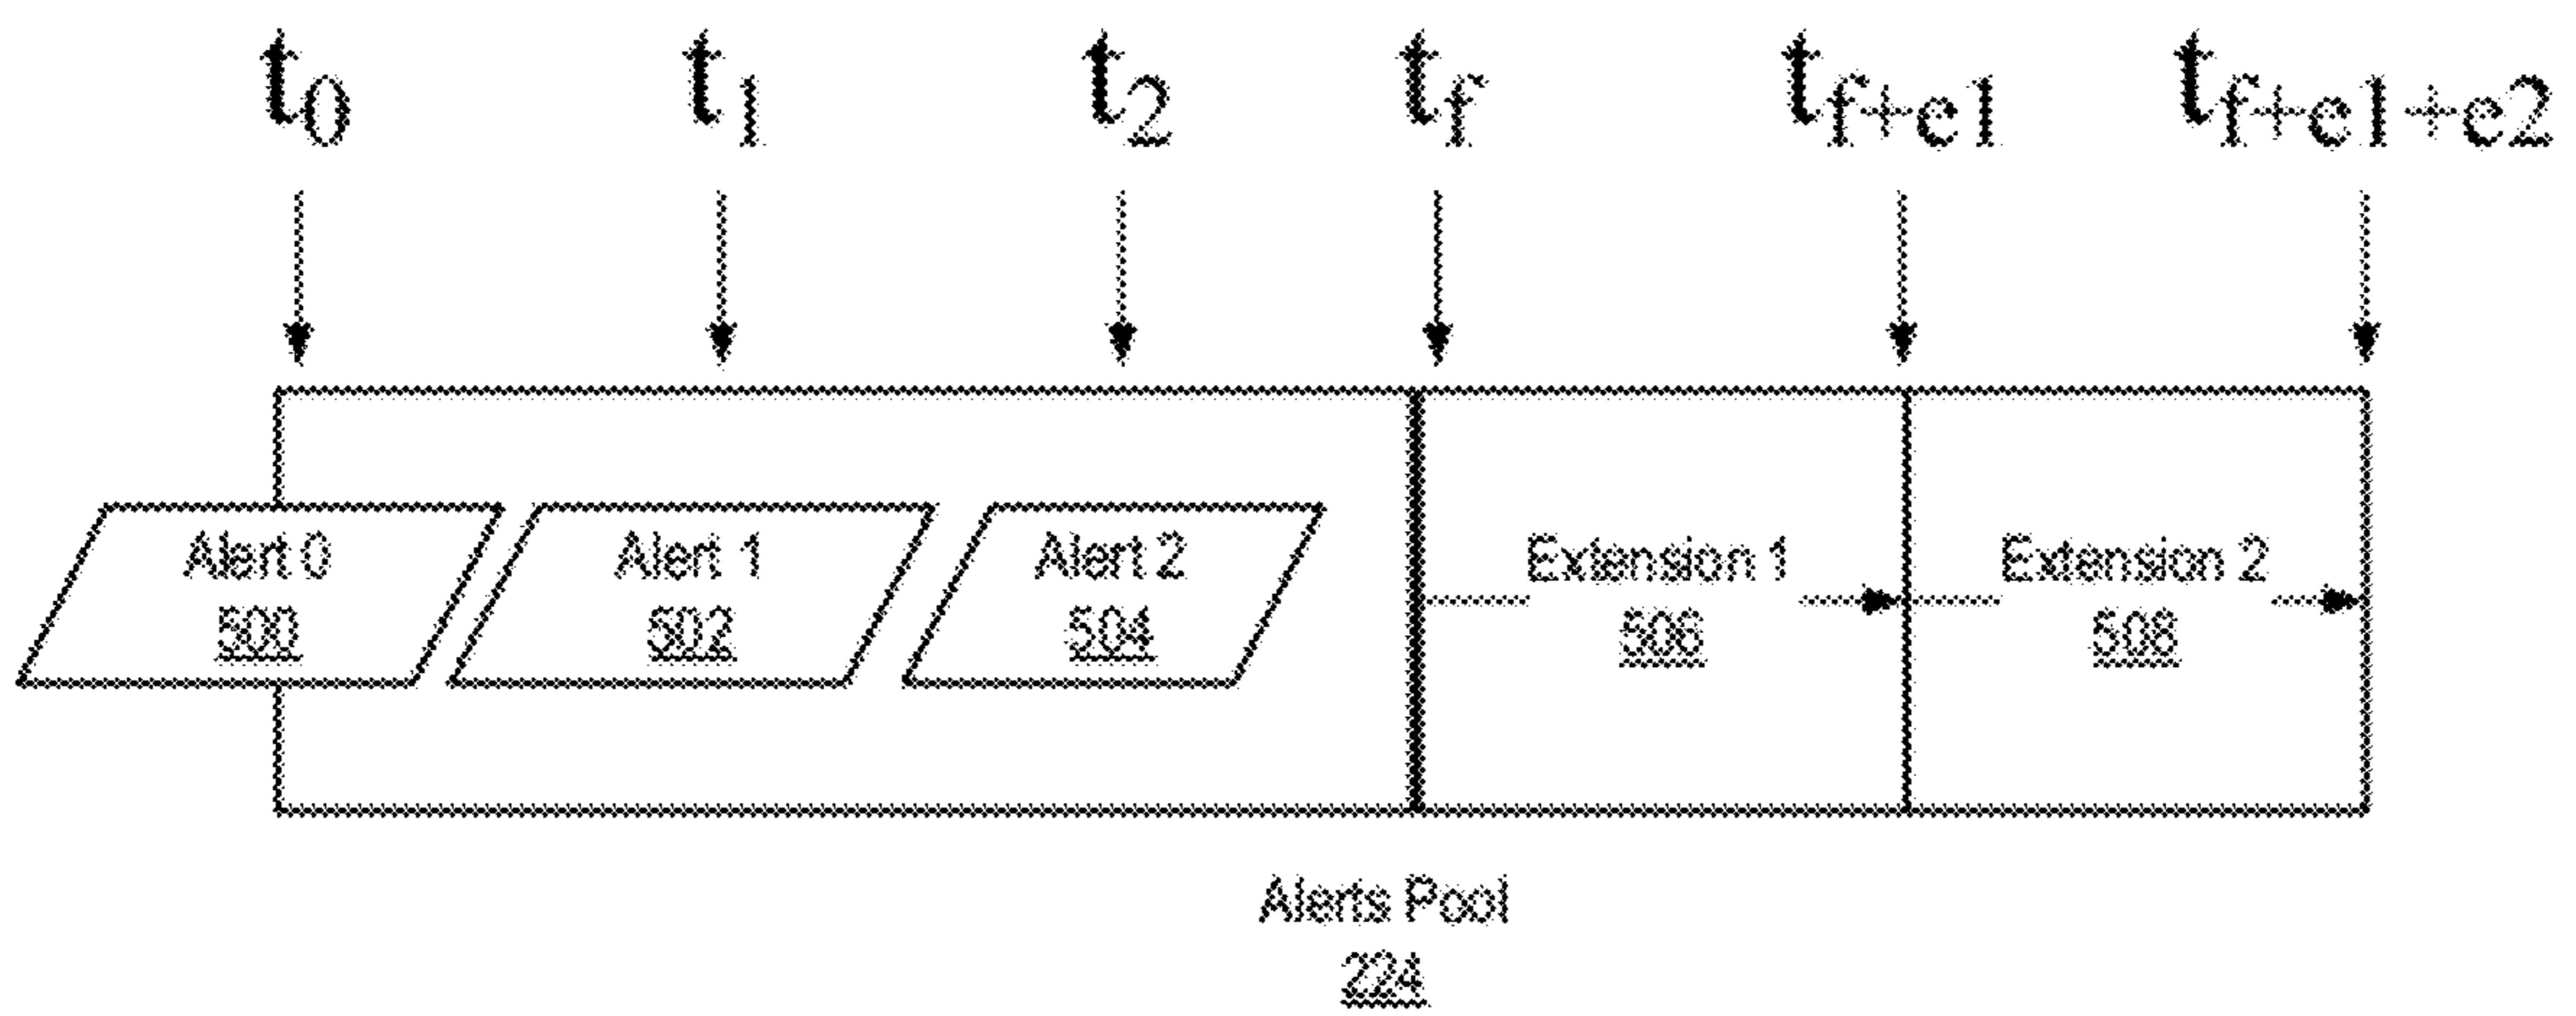 t0 t1 t2 tf tf+e1 tf+e1+e2
Alert 0 Alert 1 Alert 2 Extension 1 Extension 2
500 502 504 506 508
Alerts Pool
224